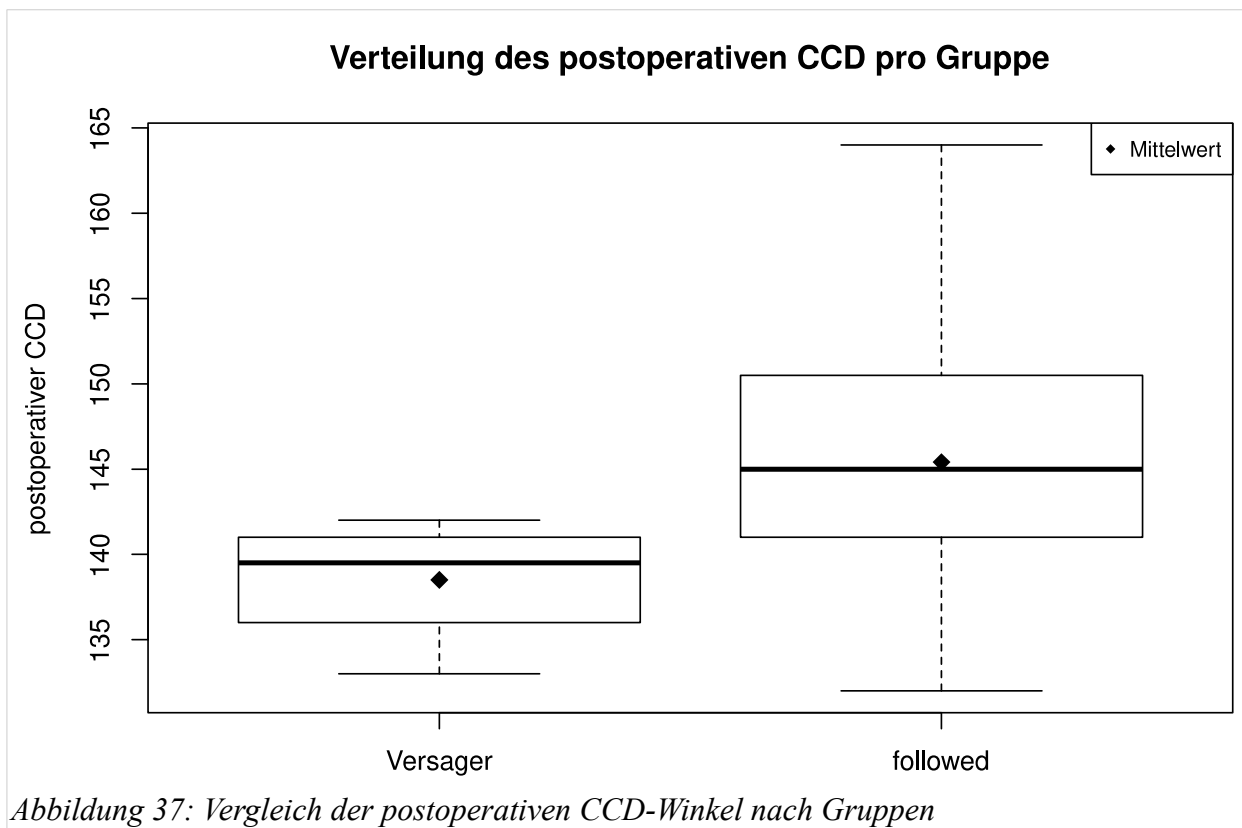 Verteilung des postoperativen CCD pro Gruppe
Mittelwert
postoperativer CCD
165
160
155
150
145
140
135
Versager
followed
Abbildung 37: Vergleich der postoperativen CCD-Winkel nach Gruppen